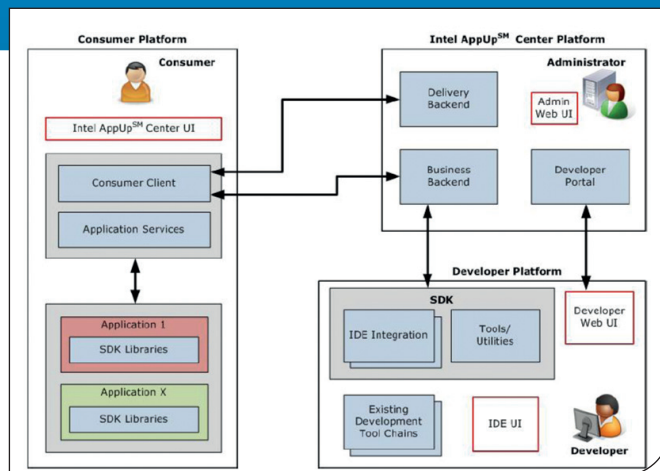 Consumer Platform
Consumer
Intel AppUpSM Center UI
Consumer Client
Application Services
Application 1
SDK Libraries
Application X
SDK Libraries
Intel AppUpSM Center Platform
Administrator
Delivery
Backend
Admin
Web UI
Business
Backend
Developer
Portal
Developer Platform
SDK
IDE Integration
Tools/
Utilities
Developer
Web UI
Existing
Development
Tool Chains
IDE UI
Developer